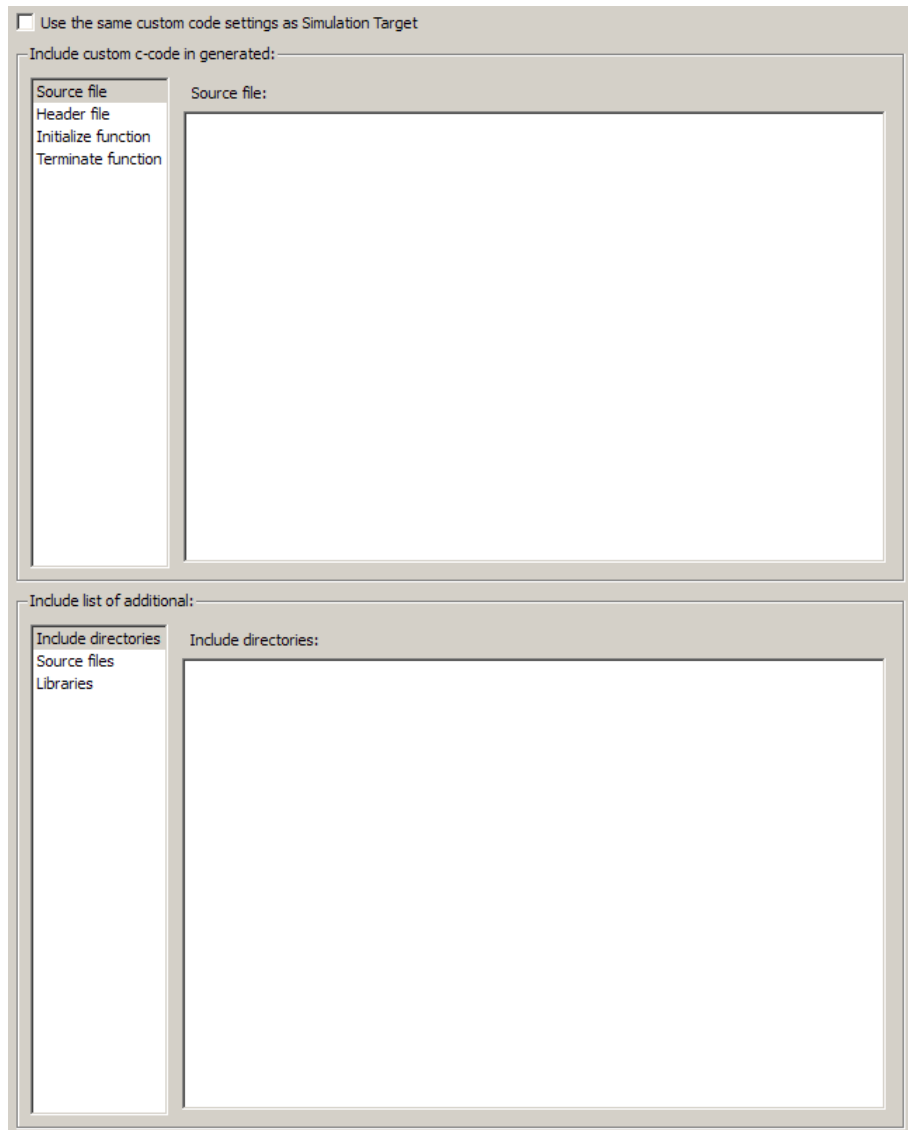 Use the same custom code settings as Simulation Target
Include custom c-code in generated:
Source file
Header file
Initialize function
Terminate function
Source file:
Include list of additional:
Include directories
Source files
Libraries
Include directories: